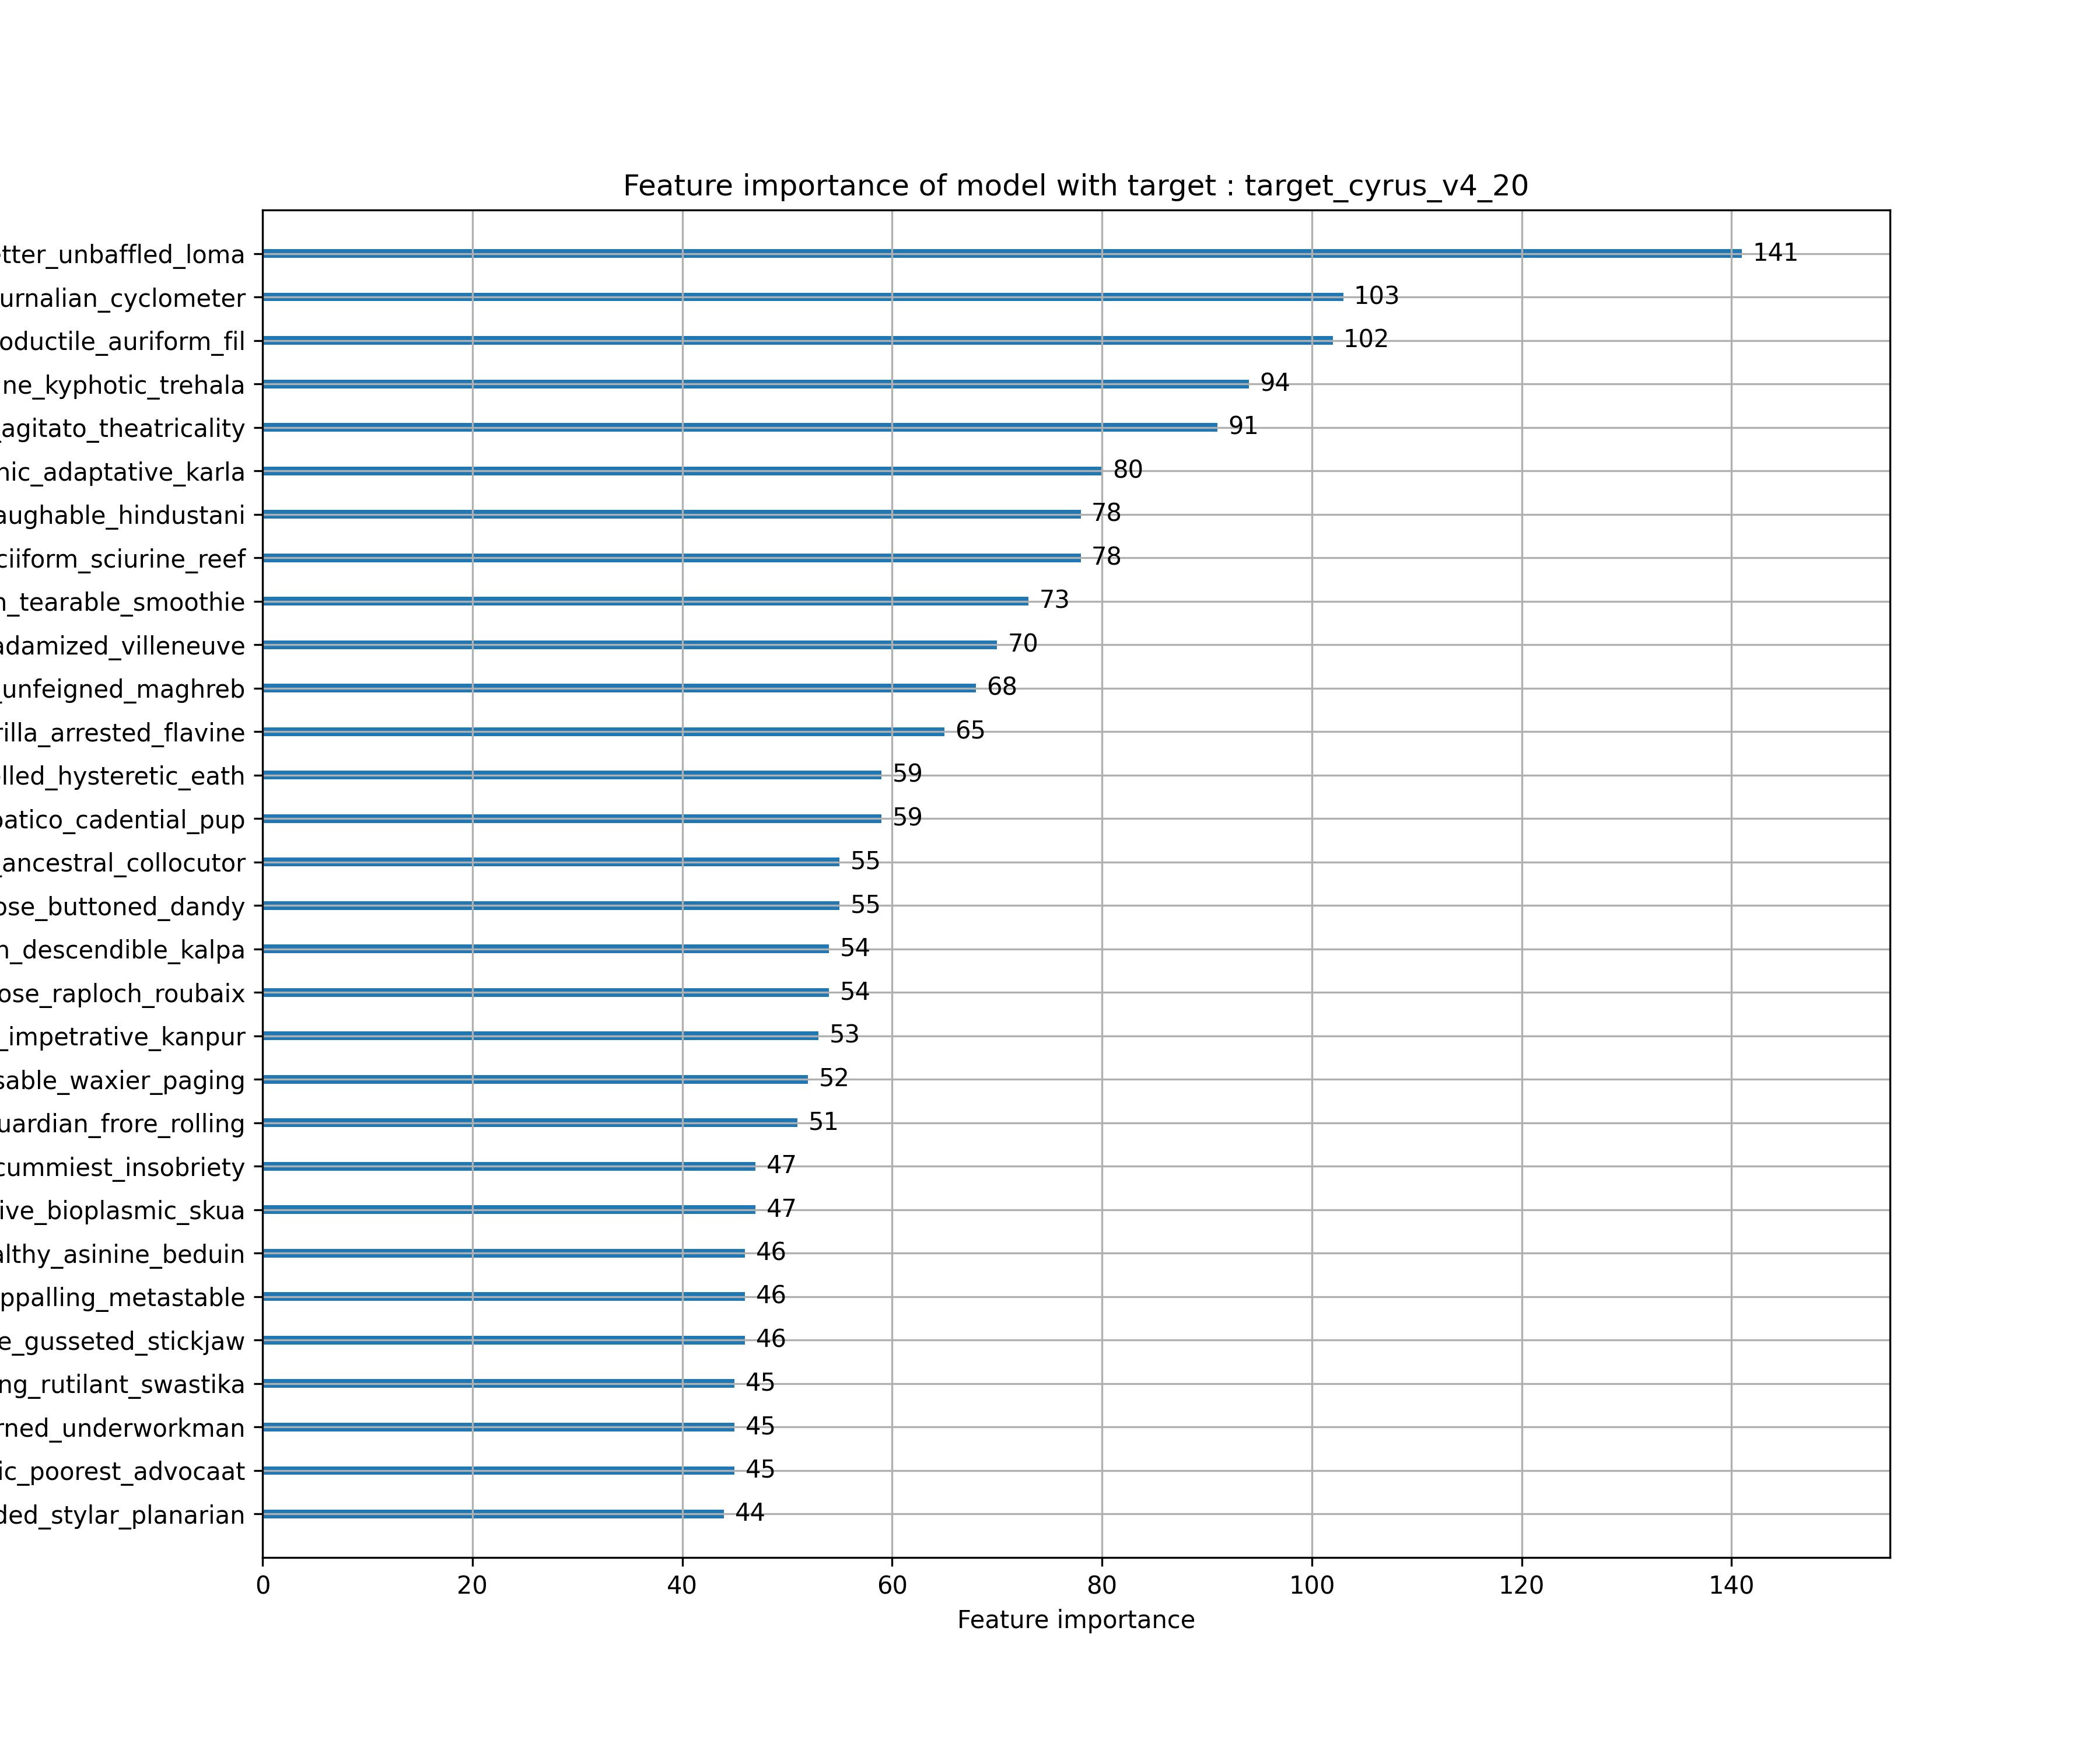 Feature importance of model with target : target_cyrus_v4_20
tter_unbaffled_loma 141
urnalian_cyclometer 103
oductile_auriform_fil 102
ne_kyphotic_trehala 94
_agitato_theatricality 91
nic_adaptative_karla 80
aughable_hindustani 78
ciiform_sciurine_reef 78
n_tearable_smoothie 73
adamized_villeneuve 70
_unfeigned_maghreb 68
rilla_arrested_flavine 65
lled_hysteretic_eath 59
patico_cadential_pup 59
_ancestral_collocutor 55
ose_buttoned_dandy 55
n_descendible_kalpa 54
ose_raploch_roubaix 54
_impetrative_kanpur 53
sable_waxier_paging 52
uardian_frore_rolling 51
cummiest_insobriety 47
ive_bioplasmic_skua 47
althy_asinine_beduin 46
ppalling_metastable 46
e_gusseted_stickjaw 46
ng_rutilant_swastika 45
rned_underworkman 45
ic_poorest_advocaat 45
ded_stylar_planarian 44
0 20 40 60 80 100 120 140
Feature importance